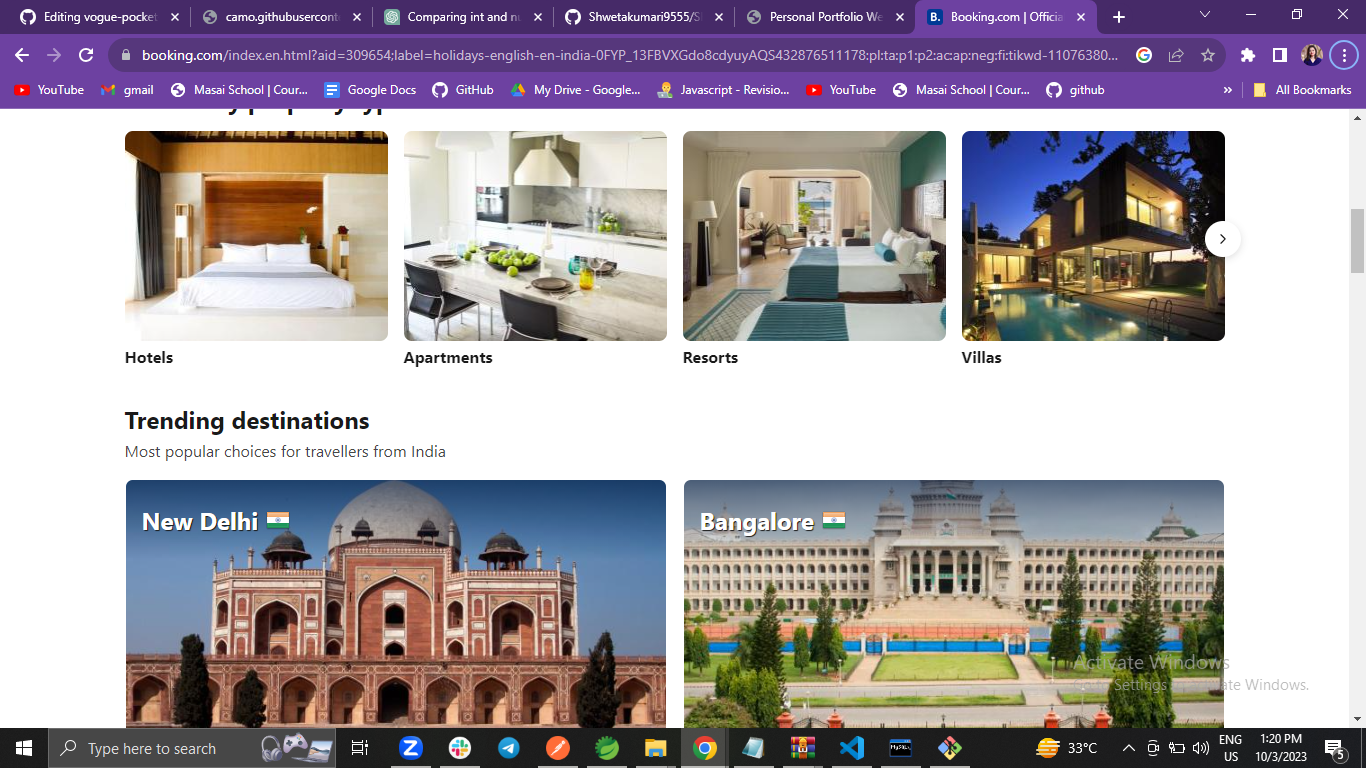 Editing vogue-pocket
camo.githubuserconte
Comparing int and nu
Shwetakumari9555/S
Personal Portfolio We
Booking.com | Officia
booking.com/index.en.html?aid=309654;label=holidays-english-en-india-0FYP_13FBVXGdo8cdyuyAQS432876511178:pl:ta:p1:p2:ac:ap:neg:fi:tikwd-11076380...
YouTube
gmail
Masai School | Cour...
Google Docs
GitHub
My Drive - Google...
Javascript - Revisio...
YouTube
Masai School | Cour...
github
»
All Bookmarks
Hotels
Apartments
Resorts
Villas
Trending destinations
Most popular choices for travellers from India
New Delhi
Bangalore
Activate Windows
Settings
ate Windows.
Type here to search
33°C
ENG
US
1:20 PM
10/3/2023
5